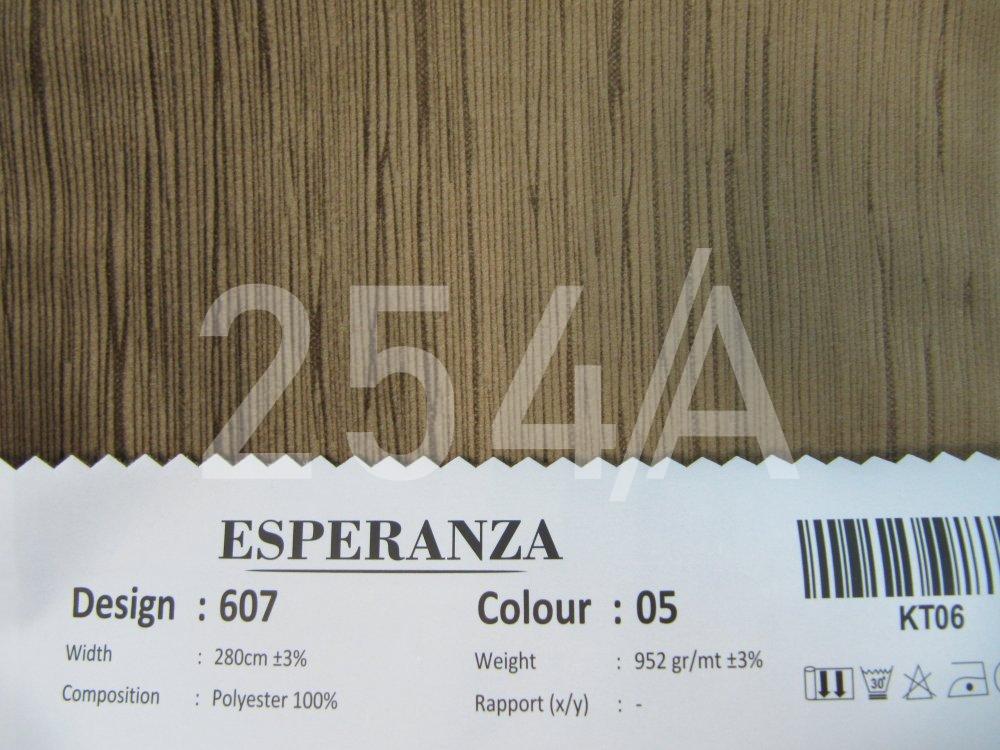 254/A
ESPERANZA
Design : 607
Colour : 05
KT06
Width : 280cm ±3%
Weight : 952 gr/mt ±3%
Composition : Polyester 100%
Rapport (x/y) : -
30°